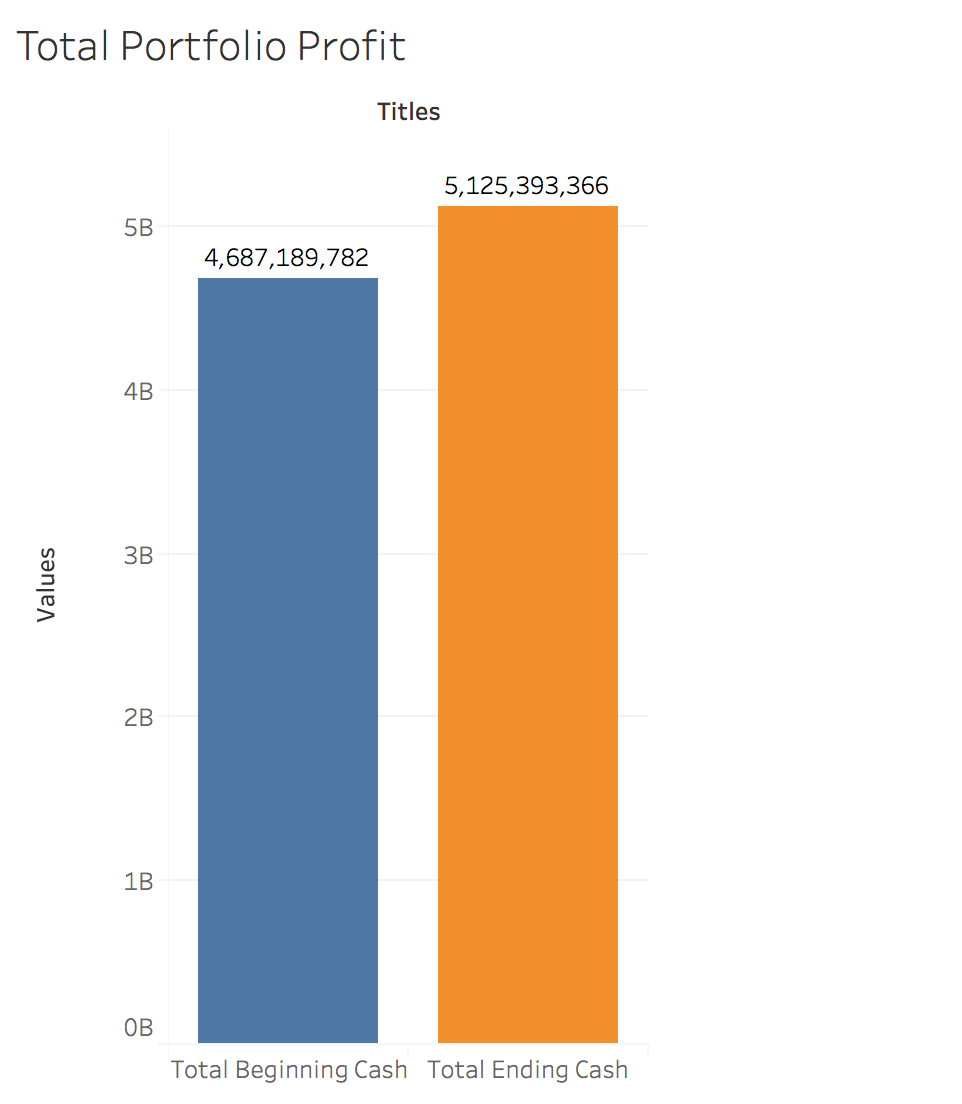 Total Portfolio Profit
Titles
5,125,393,366
5B
4,687,189,782
4B
3B
Values
2B
1B
0B
Total Beginning Cash
Total Ending Cash